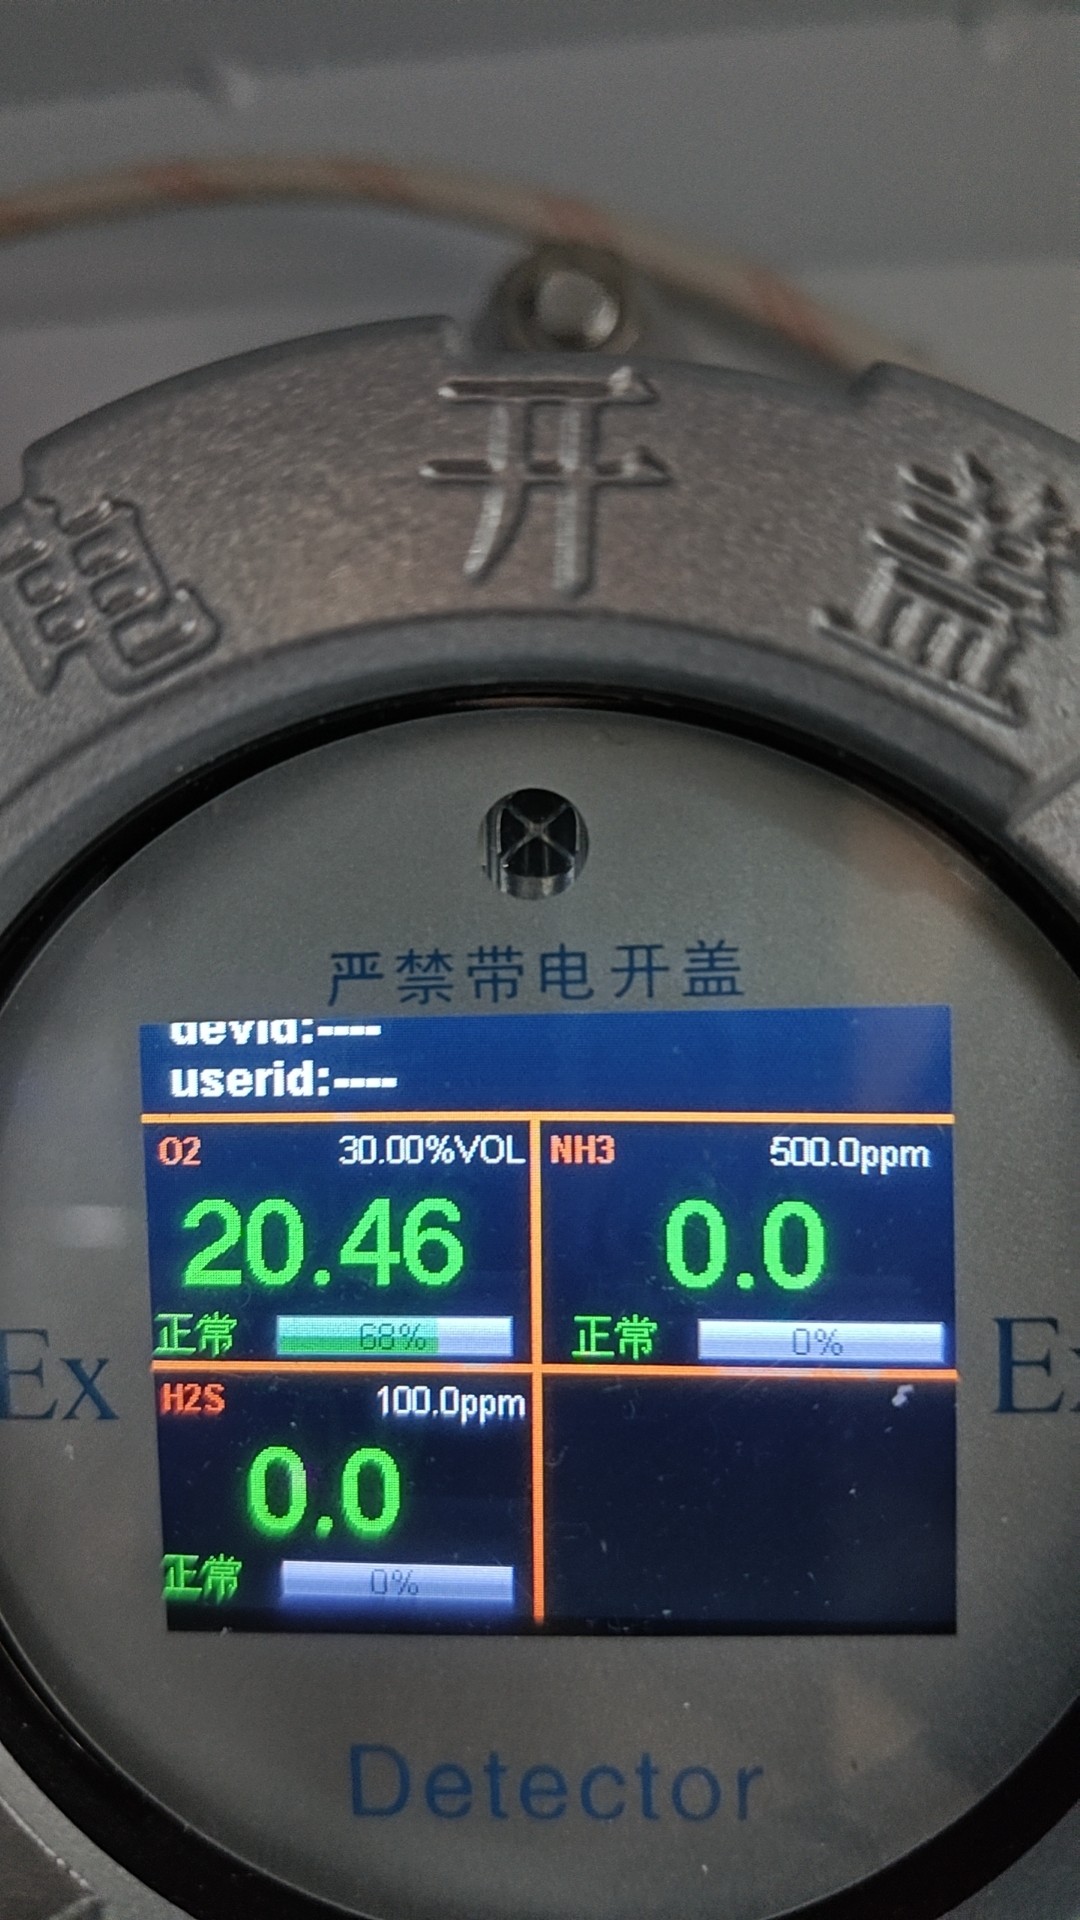 电开盖
严禁带电开盖
devid:----
userid:----
O2 30.00%VOL
20.46
正常 68%
NH3 500.0ppm
0.0
正常 0%
H2S 100.0ppm
0.0
正常 0%
Ex
Ex
Detector